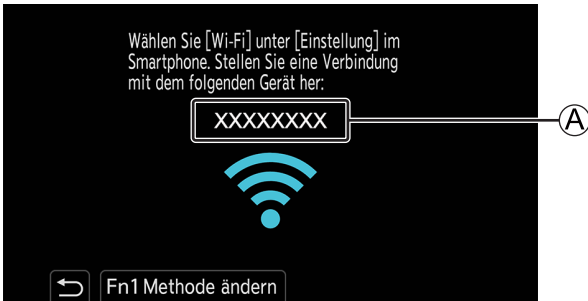 Wählen Sie [Wi-Fi] unter [Einstellung] im
Smartphone. Stellen Sie eine Verbindung
mit dem folgenden Gerät her:
XXXXXXXX
A
Fn1 Methode ändern